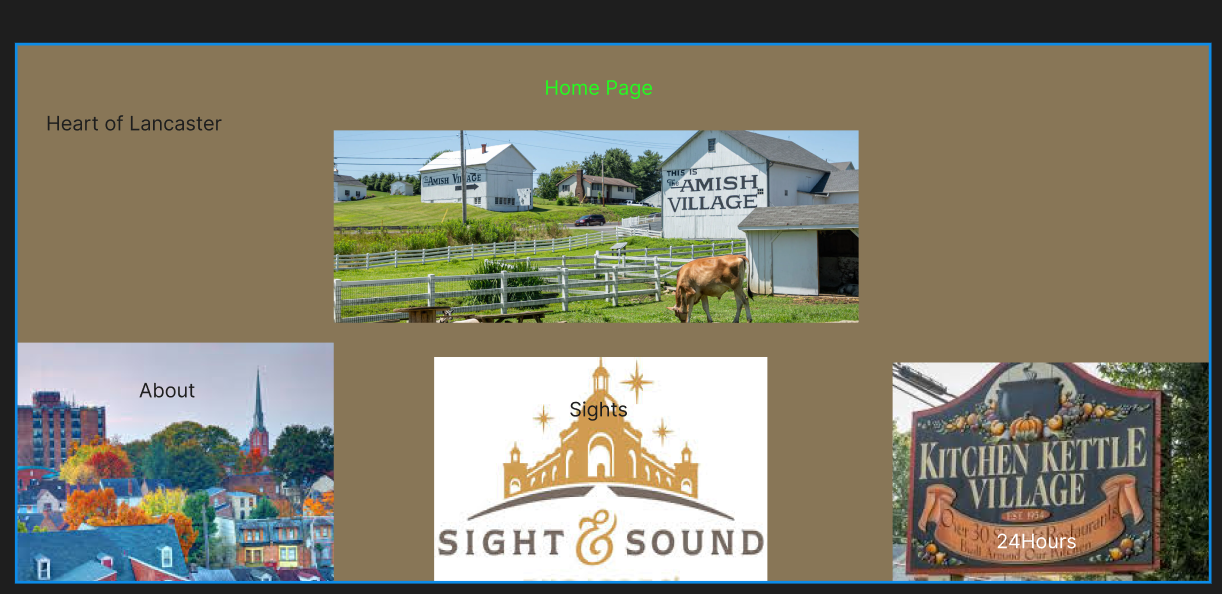 Home Page
Heart of Lancaster
AMISH VILLAGE
THIS IS
The AMISH
VILLAGE
About
Sights
SIGHT & SOUND
KITCHEN KETTLE
VILLAGE
EST. 1954
Over 30 Shops & Restaurants
Built Around Our Kitchen
24Hours